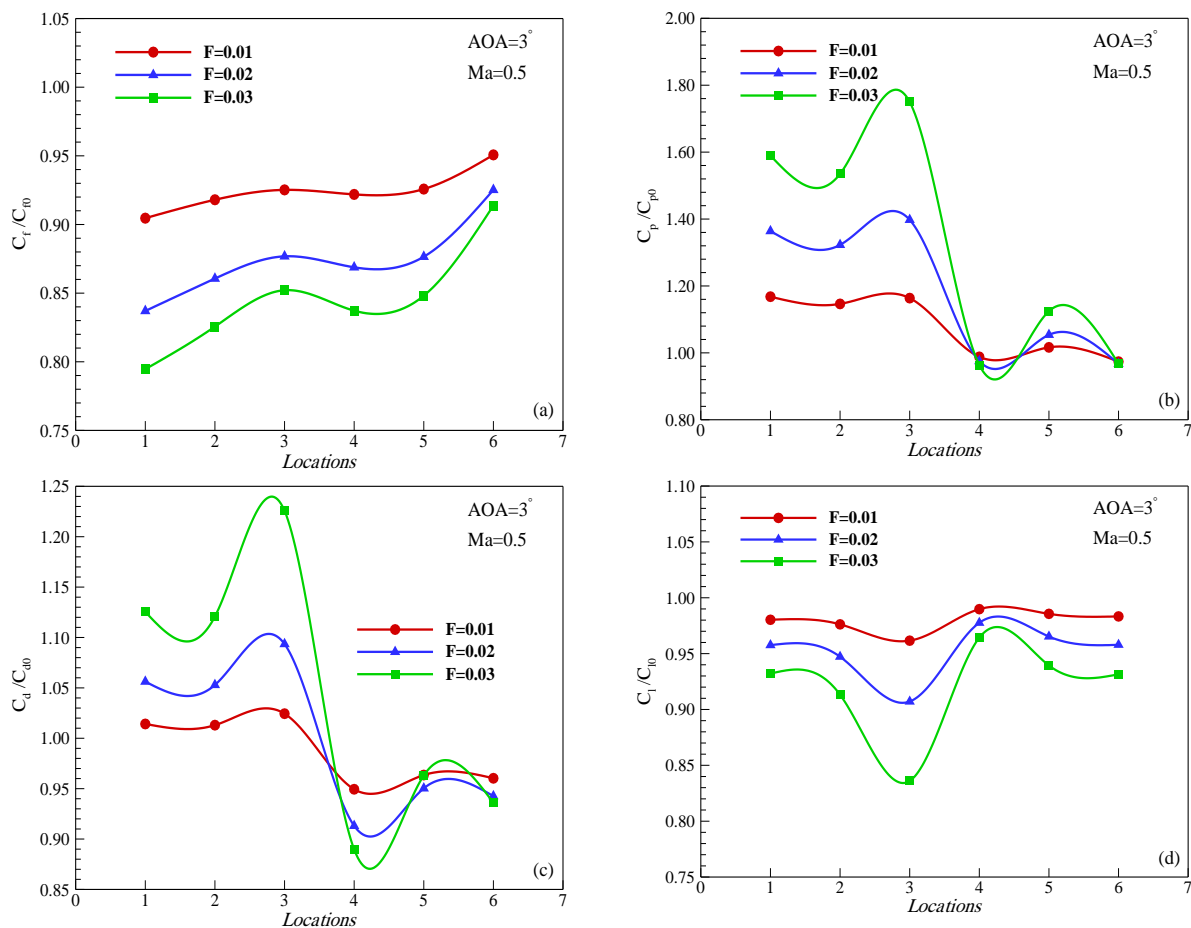 1.05
1.00
0.95
0.90
0.85
0.80
0.75
C_f/C_f0
AOA=3°
Ma=0.5
F=0.01
F=0.02
F=0.03
(a)
0 1 2 3 4 5 6 7
Locations
2.00
1.80
1.60
1.40
1.20
1.00
0.80
C_p/C_p0
AOA=3°
Ma=0.5
F=0.01
F=0.02
F=0.03
(b)
0 1 2 3 4 5 6 7
Locations
1.25
1.20
1.15
1.10
1.05
1.00
0.95
0.90
0.85
C_d/C_d0
AOA=3°
Ma=0.5
F=0.01
F=0.02
F=0.03
(c)
0 1 2 3 4 5 6 7
Locations
1.10
1.05
1.00
0.95
0.90
0.85
0.80
0.75
C_l/C_l0
AOA=3°
Ma=0.5
F=0.01
F=0.02
F=0.03
(d)
0 1 2 3 4 5 6 7
Locations